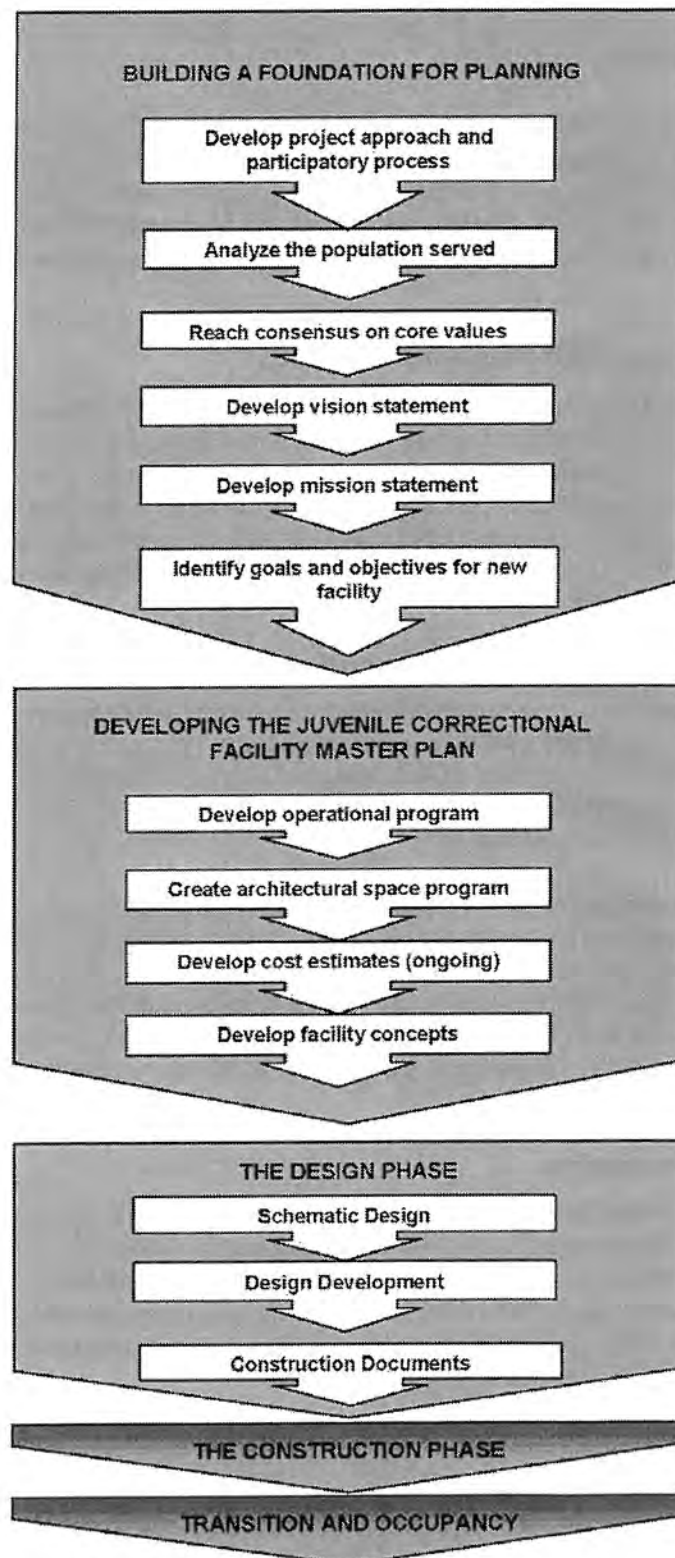 BUILDING A FOUNDATION FOR PLANNING
Develop project approach and
participatory process
Analyze the population served
Reach consensus on core values
Develop vision statement
Develop mission statement
Identify goals and objectives for new
facility
DEVELOPING THE JUVENILE CORRECTIONAL
FACILITY MASTER PLAN
Develop operational program
Create architectural space program
Develop cost estimates (ongoing)
Develop facility concepts
THE DESIGN PHASE
Schematic Design
Design Development
Construction Documents
THE CONSTRUCTION PHASE
TRANSITION AND OCCUPANCY